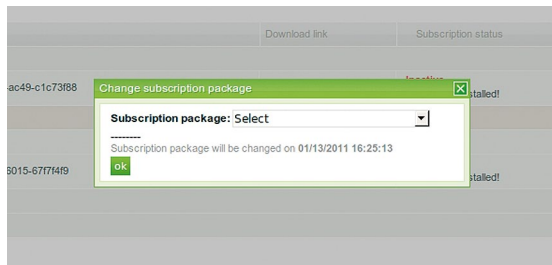 Download link Subscription status
-ac49-c1c73f88
Change subscription package
stalled!
Subscription package: Select
--------
Subscription package will be changed on 01/13/2011 16:25:13
ok
6015-67f7f4f9
stalled!